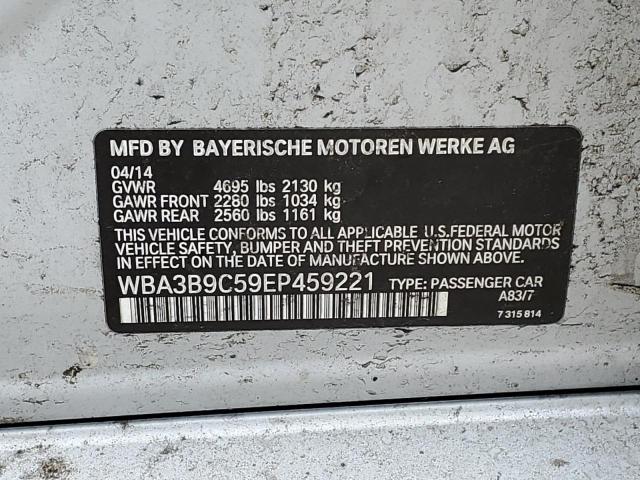 MFD BY BAYERISCHE MOTOREN WERKE AG
04/14
GVWR 4695 lbs 2130 kg
GAWR FRONT 2280 lbs 1034 kg
GAWR REAR 2560 lbs 1161 kg
THIS VEHICLE CONFORMS TO ALL APPLICABLE U.S.FEDERAL MOTOR
VEHICLE SAFETY, BUMPER AND THEFT PREVENTION STANDARDS
IN EFFECT ON THE DATE OF MANUFACTURE SHOWN ABOVE.
WBA3B9C59EP459221 TYPE: PASSENGER CAR
A83/7
7 315 814